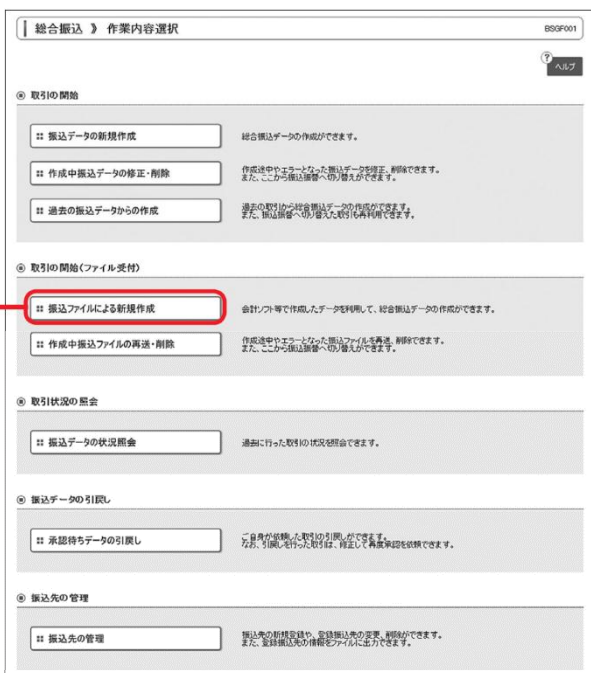 総合振込 》 作業内容選択
BSGF001
? ヘルプ
取引の開始
振込データの新規作成
総合振込データの作成ができます。
作成中振込データの修正・削除
作成途中やエラーとなった振込データを修正、削除できます。
また、ここから振込振替へ切り替えができます。
過去の振込データからの作成
過去の取引から総合振込データの作成ができます。
また、振込振替へ切り替えた取引も再利用できます。
取引の開始(ファイル受付)
振込ファイルによる新規作成
会計ソフト等で作成したデータを利用して、総合振込データの作成ができます。
作成中振込ファイルの再送・削除
作成途中やエラーとなった振込ファイルを再送、削除できます。
また、ここから振込振替へ切り替えができます。
取引状況の照会
振込データの状況照会
過去に行った取引の状況を照会できます。
振込データの引戻し
承認待ちデータの引戻し
ご自身が依頼した取引の引戻しができます。
なお、引戻しを行った取引は、修正して再度承認を依頼できます。
振込先の管理
振込先の管理
振込先の新規登録や、登録振込先の変更、削除ができます。
また、登録振込先の情報をファイルに出力できます。